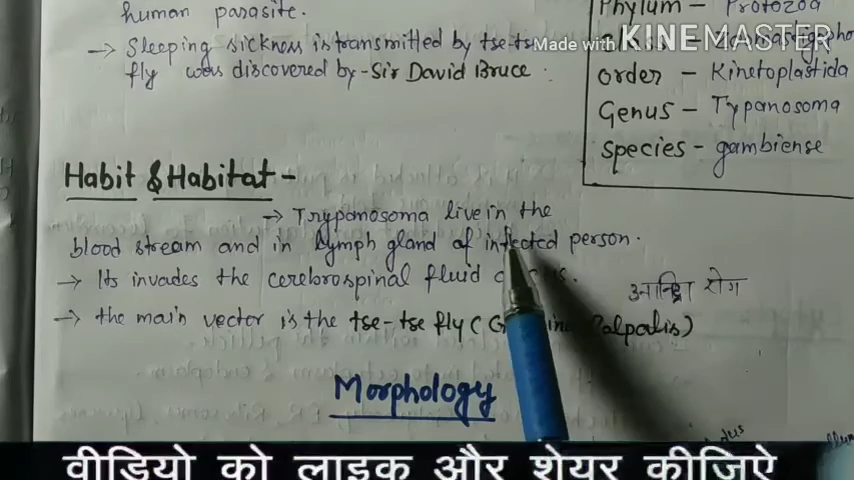 human parasite.
→ Sleeping sickness is transmitted by tse-tse
fly was discovered by - Sir David Bruce.
Made with KINEMASTER
Phylum - Protozoa
order - Kinetoplastida
Genus - Typanosoma
Species - gambiense
Habit & Habitat -
→ Trypanosoma live in the
blood stream and in lymph gland of infected person.
→ Its invades the cerebrospinal fluid
→ the main vector is the tse-tse fly ( Palpalis)
रोग
Morphology
वीडियो को लाइक और शेयर कीजिऐ